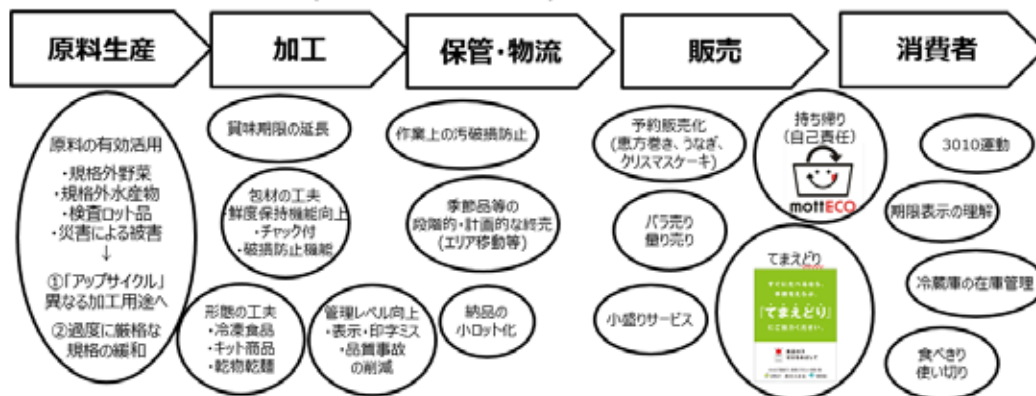 原料生産
加工
保管・物流
販売
消費者
原料の有効活用
・規格外野菜
・規格外水産物
・検査ロット品
・災害による被害
↓
①「アップサイクル」
異なる加工用途へ
②過度に厳格な
規格の緩和
賞味期限の延長
包材の工夫
・鮮度保持機能向上
・チャック付
・破損防止機能
形態の工夫
・冷凍食品
・キット商品
・乾物乾麺
管理レベル向上
・表示・印字ミス
・品質事故
の削減
作業上の汚破損防止
季節品等の
段階的・計画的な終売
(エリア移動等)
納品の
小ロット化
予約販売化
(恵方巻き、うなぎ、
クリスマスケーキ)
バラ売り
量り売り
小盛りサービス
持ち帰り
(自己責任)
mottECO
てまえどり
「てまえどり」
にご協力ください。
3010運動
期限表示の理解
冷蔵庫の在庫管理
食べきり
使い切り